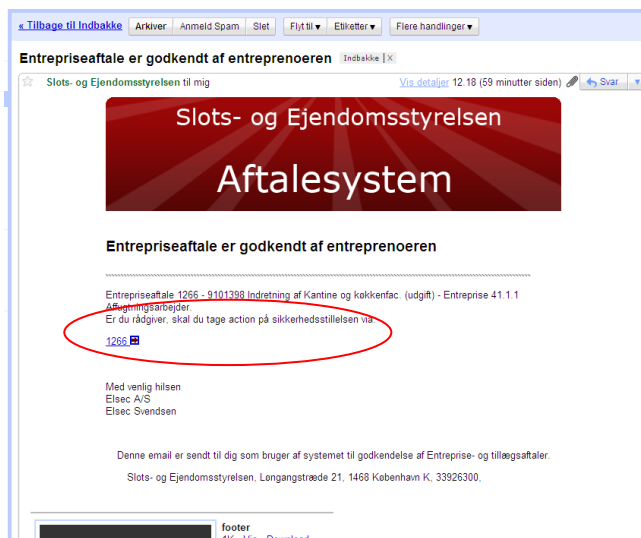 « Tilbage til Indbakke Arkiver Anmeld Spam Slet Flyt til ▾ Etiketter ▾ Flere handlinger ▾
Entrepriseaftale er godkendt af entreprenoeren Indbakke | X
Slots- og Ejendomsstyrelsen til mig Vis detaljer 12.18 (59 minutter siden) Svar ▾
Slots- og Ejendomsstyrelsen
Aftalesystem
Entrepriseaftale er godkendt af entreprenoeren
Entrepriseaftale 1266 - 9101398 Indretning af Kantine og køkkenfac. (udgift) - Entreprise 41.1.1
Affugtningsarbejder.
Er du rådgiver, skal du tage action på sikkerhedsstillelsen via:
1266
Med venlig hilsen
Elsec A/S
Elsec Svendsen
Denne email er sendt til dig som bruger af systemet til godkendelse af Entreprise- og tillægsaftaler.
Slots- og Ejendomsstyrelsen, Løngangstræde 21, 1468 København K, 33926300,
footer
1K Vis Download